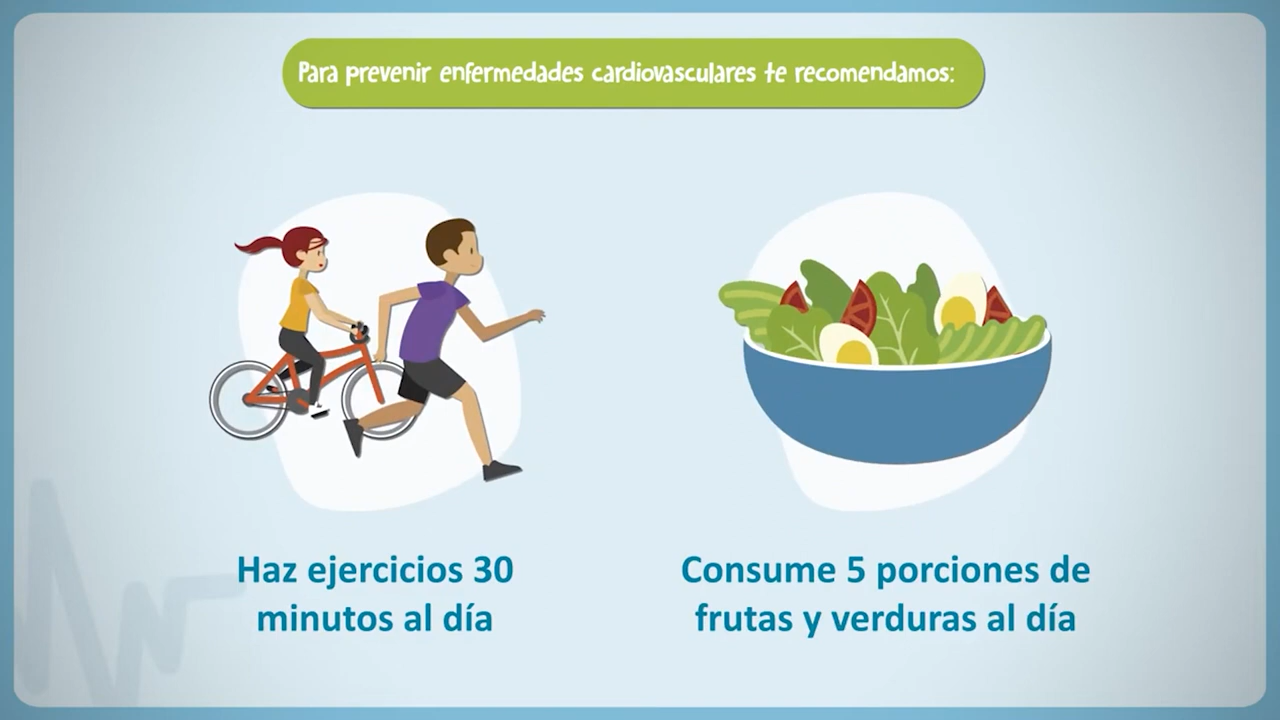 Para prevenir enfermedades cardiovasculares te recomendamos:
Haz ejercicios 30
minutos al día
Consume 5 porciones de
frutas y verduras al día